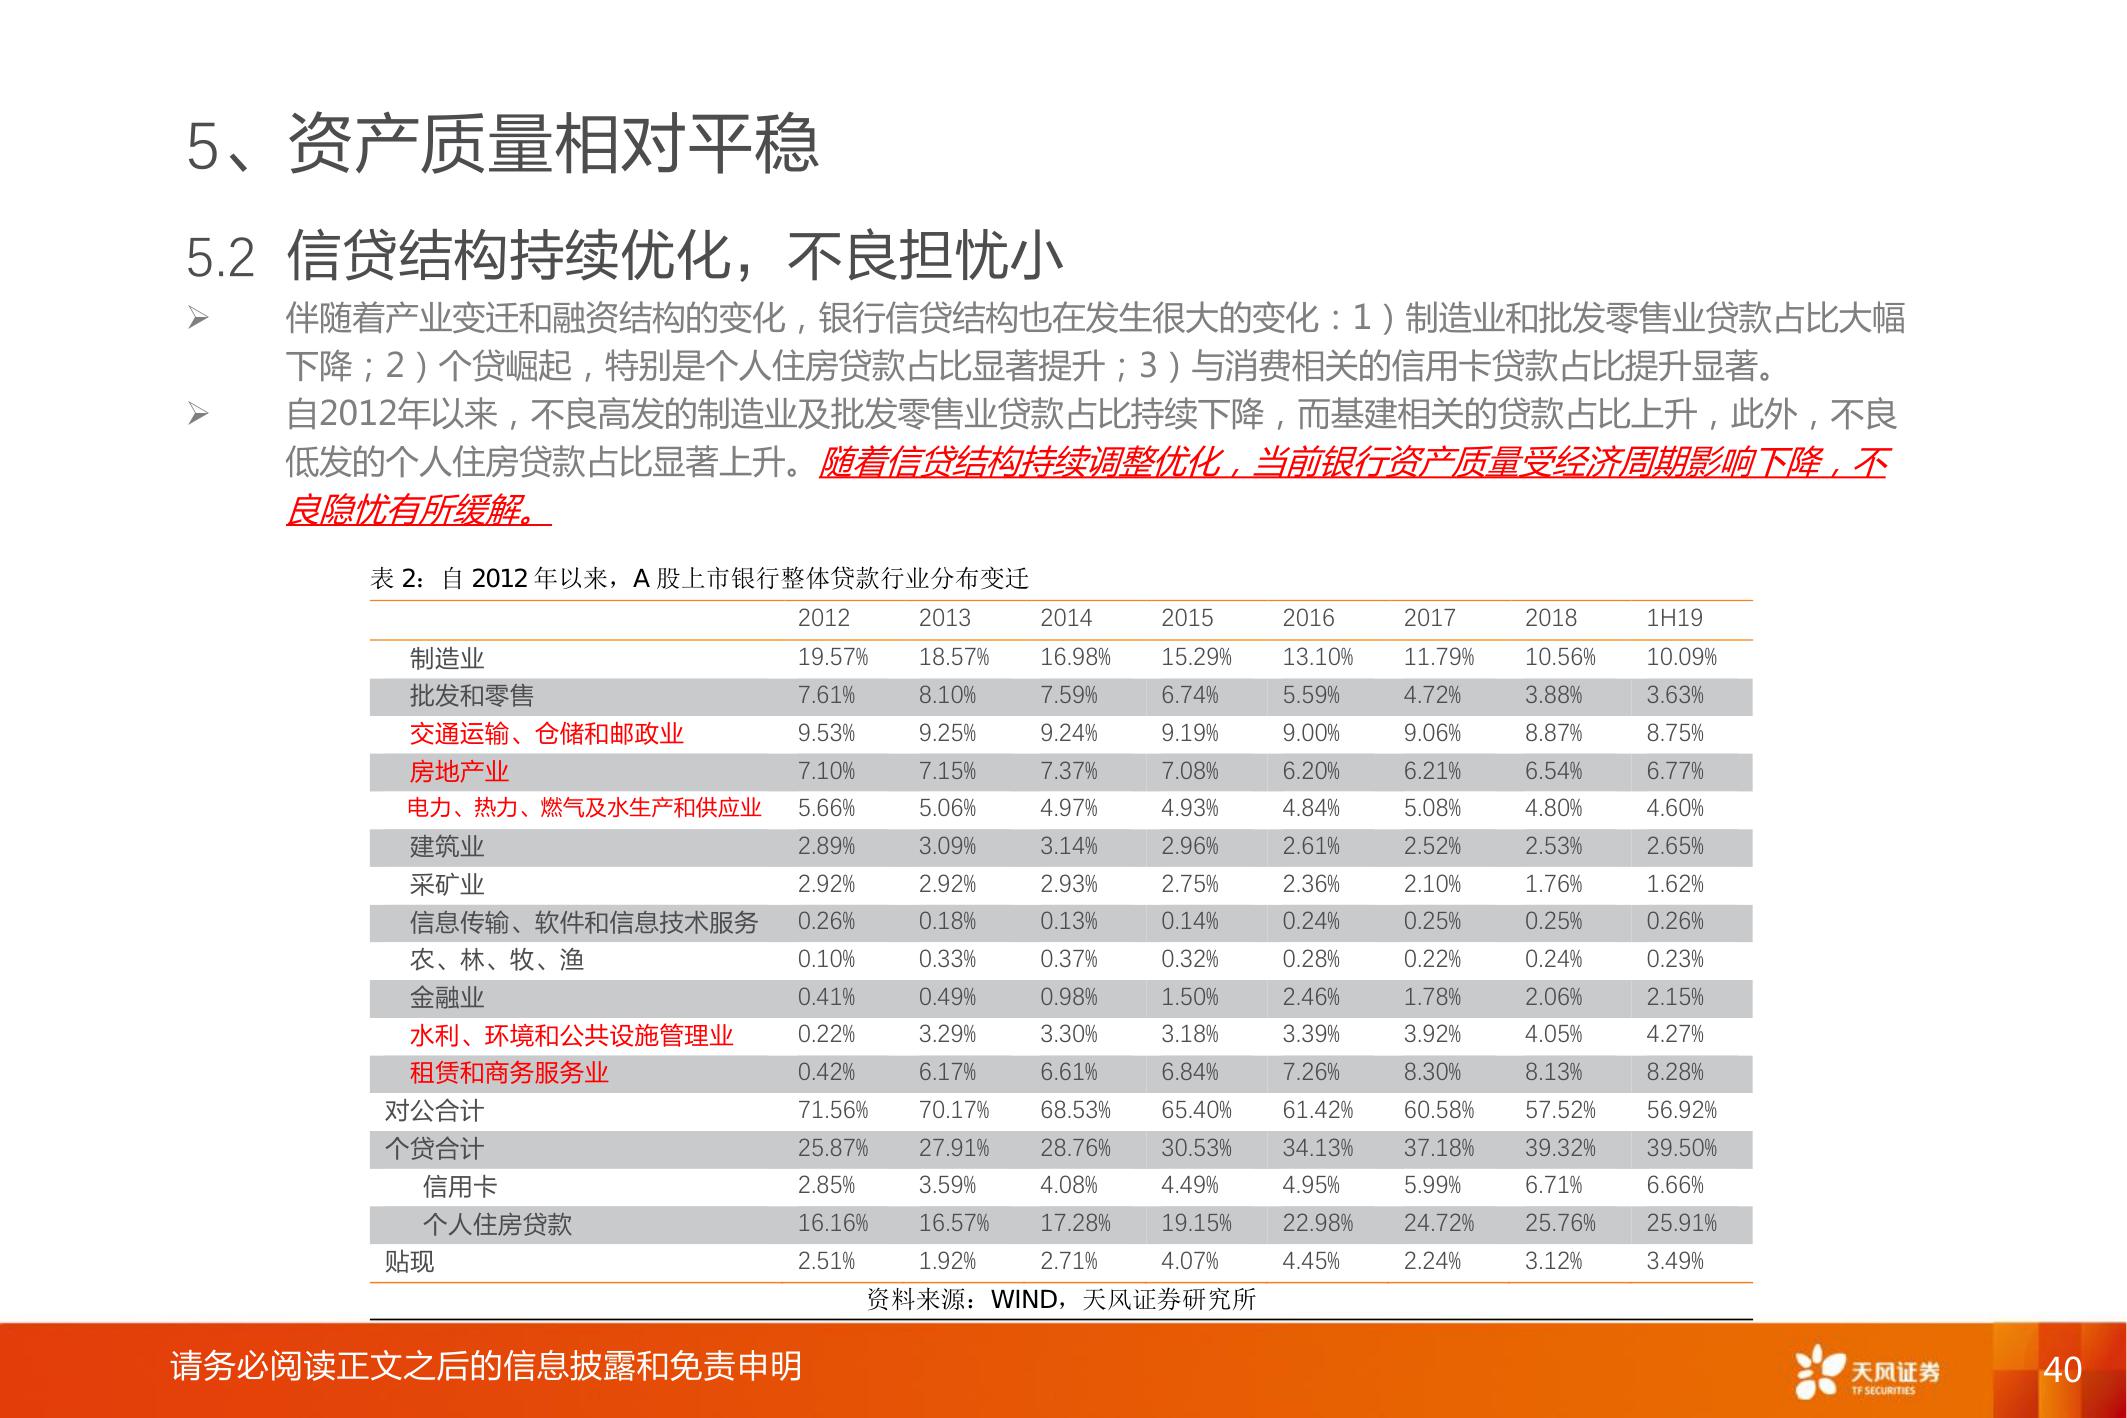 5、资产质量相对平稳
5.2 信贷结构持续优化，不良担忧小
➢ 伴随着产业变迁和融资结构的变化，银行信贷结构也在发生很大的变化：1）制造业和批发零售业贷款占比大幅
下降；2）个贷崛起，特别是个人住房贷款占比显著提升；3）与消费相关的信用卡贷款占比提升显著。
➢ 自2012年以来，不良高发的制造业及批发零售业贷款占比持续下降，而基建相关的贷款占比上升，此外，不良
低发的个人住房贷款占比显著上升。随着信贷结构持续调整优化，当前银行资产质量受经济周期影响下降，不
良隐忧有所缓解。
表 2：自 2012 年以来，A 股上市银行整体贷款行业分布变迁
2012 2013 2014 2015 2016 2017 2018 1H19
制造业 19.57% 18.57% 16.98% 15.29% 13.10% 11.79% 10.56% 10.09%
批发和零售 7.61% 8.10% 7.59% 6.74% 5.59% 4.72% 3.88% 3.63%
交通运输、仓储和邮政业 9.53% 9.25% 9.24% 9.19% 9.00% 9.06% 8.87% 8.75%
房地产业 7.10% 7.15% 7.37% 7.08% 6.20% 6.21% 6.54% 6.77%
电力、热力、燃气及水生产和供应业 5.66% 5.06% 4.97% 4.93% 4.84% 5.08% 4.80% 4.60%
建筑业 2.89% 3.09% 3.14% 2.96% 2.61% 2.52% 2.53% 2.65%
采矿业 2.92% 2.92% 2.93% 2.75% 2.36% 2.10% 1.76% 1.62%
信息传输、软件和信息技术服务 0.26% 0.18% 0.13% 0.14% 0.24% 0.25% 0.25% 0.26%
农、林、牧、渔 0.10% 0.33% 0.37% 0.32% 0.28% 0.22% 0.24% 0.23%
金融业 0.41% 0.49% 0.98% 1.50% 2.46% 1.78% 2.06% 2.15%
水利、环境和公共设施管理业 0.22% 3.29% 3.30% 3.18% 3.39% 3.92% 4.05% 4.27%
租赁和商务服务业 0.42% 6.17% 6.61% 6.84% 7.26% 8.30% 8.13% 8.28%
对公合计 71.56% 70.17% 68.53% 65.40% 61.42% 60.58% 57.52% 56.92%
个贷合计 25.87% 27.91% 28.76% 30.53% 34.13% 37.18% 39.32% 39.50%
信用卡 2.85% 3.59% 4.08% 4.49% 4.95% 5.99% 6.71% 6.66%
个人住房贷款 16.16% 16.57% 17.28% 19.15% 22.98% 24.72% 25.76% 25.91%
贴现 2.51% 1.92% 2.71% 4.07% 4.45% 2.24% 3.12% 3.49%
资料来源：WIND，天风证券研究所
请务必阅读正文之后的信息披露和免责申明
天风证券
TF SECURITIES
40